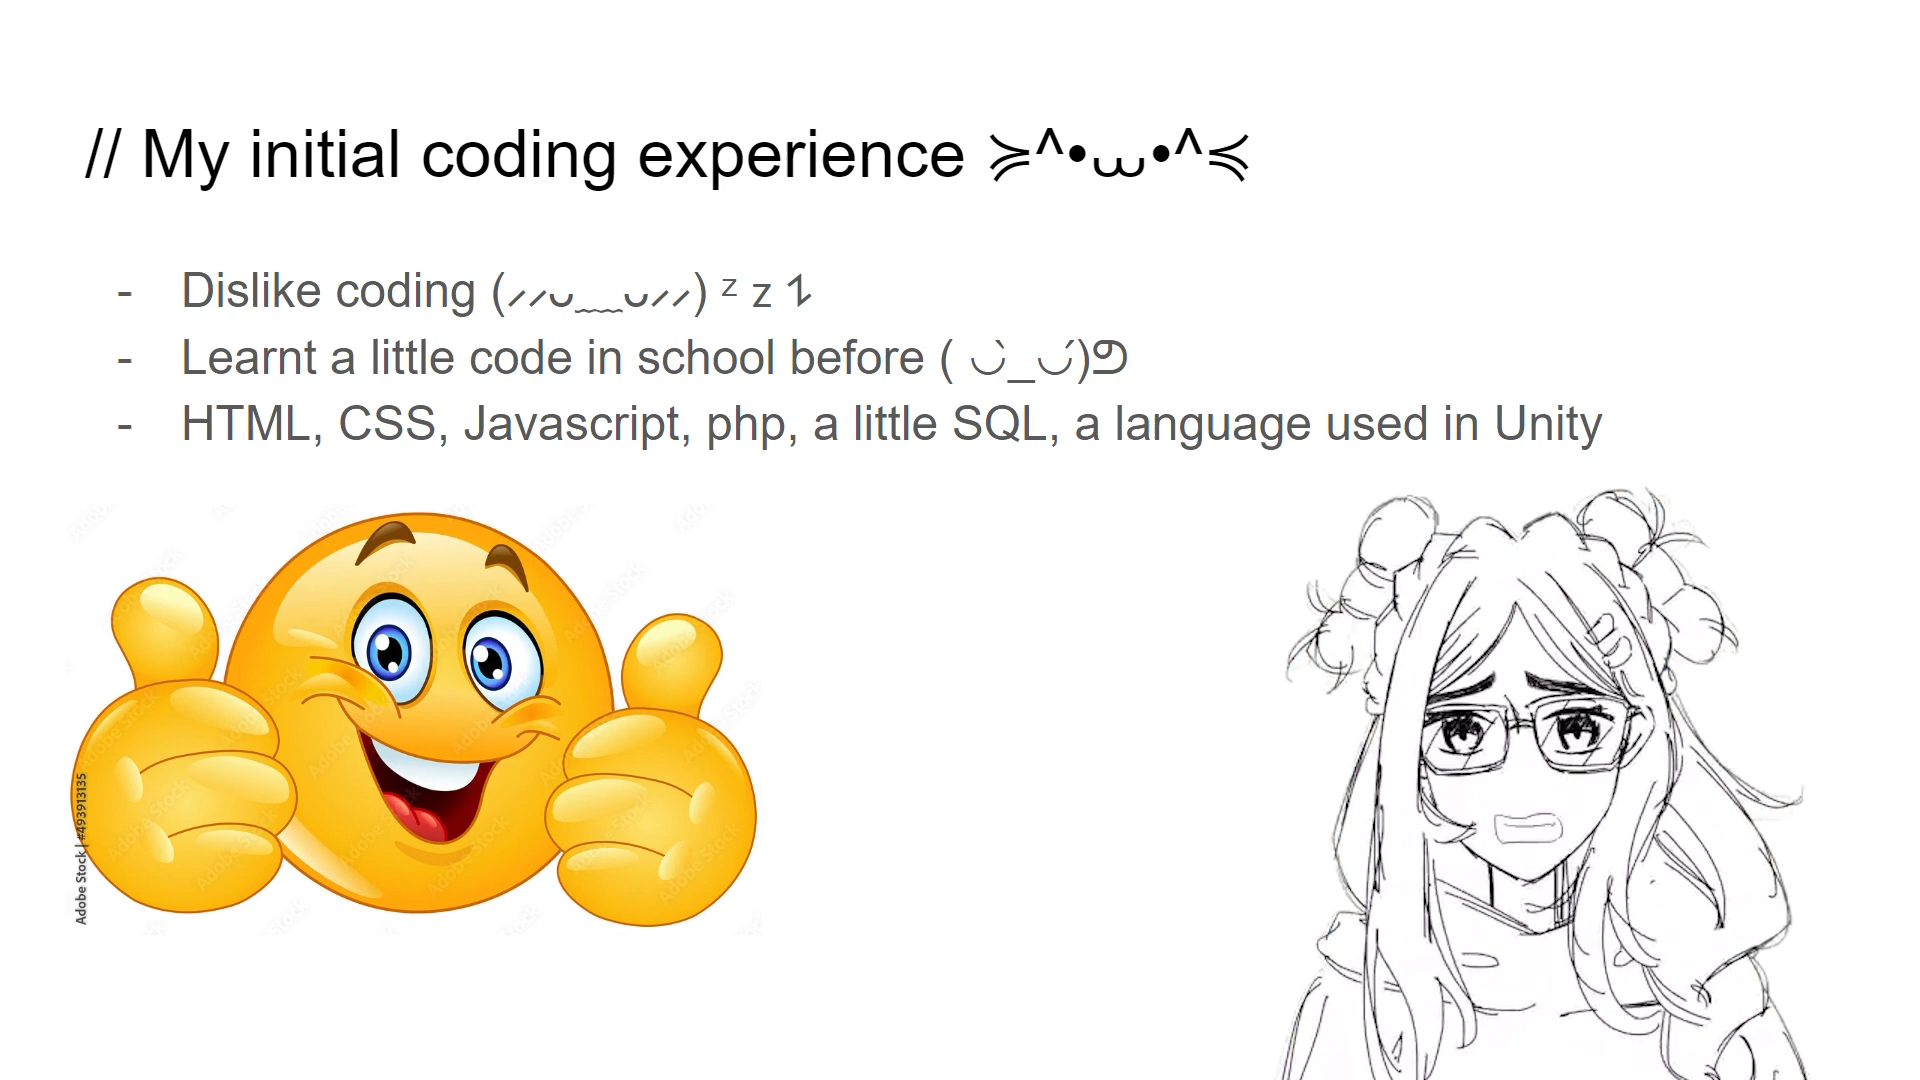 // My initial coding experience ≽^•⩊•^≼
- Dislike coding (⸝⸝ᴗ﹏ᴗ⸝⸝) ᶻ z 𐰁
- Learnt a little code in school before ( ◡̀_◡́)ᕤ
- HTML, CSS, Javascript, php, a little SQL, a language used in Unity
Adobe Stock | #493913135